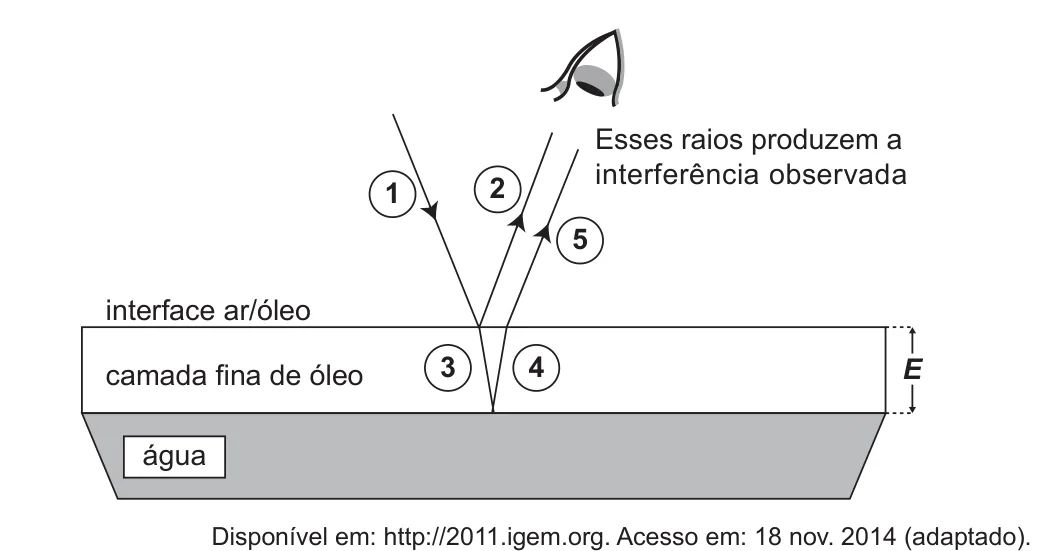 Esses raios produzem a
interferência observada
1
2
5
interface ar/óleo
3
4
camada fina de óleo
E
água
Disponível em: http://2011.igem.org. Acesso em: 18 nov. 2014 (adaptado).